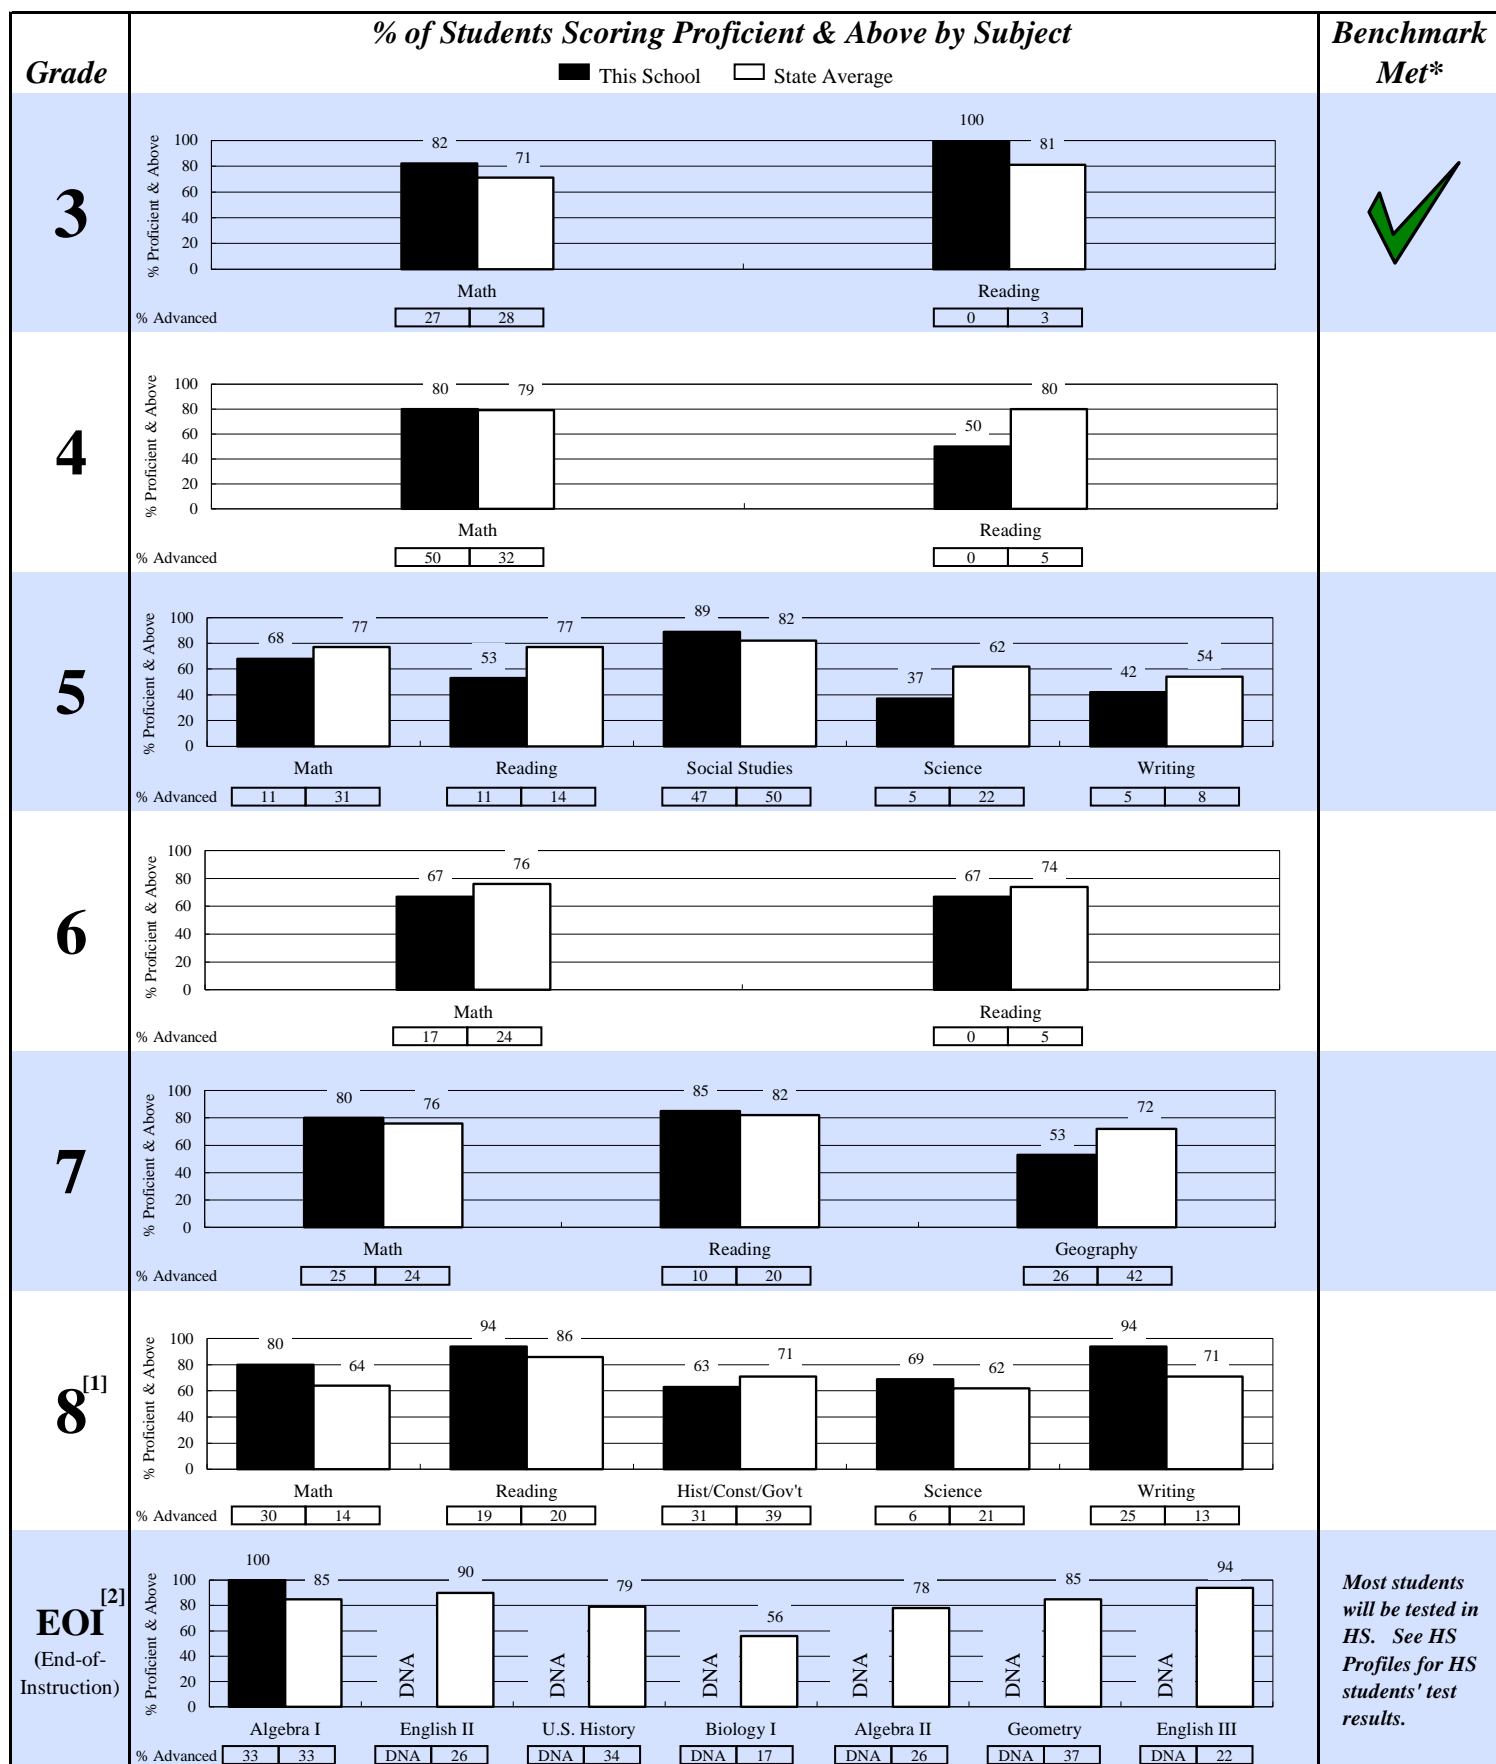 % of Students Scoring Proficient & Above by Subject
Benchmark
Met*
Grade
This School State Average
3
% Proficient & Above
100
80
60
40
20
0
82 71 100 81
Math Reading
% Advanced 27 28 0 3
4
% Proficient & Above
100
80
60
40
20
0
80 79 50 80
Math Reading
% Advanced 50 32 0 5
5
% Proficient & Above
100
80
60
40
20
0
68 77 53 77 89 82 37 62 42 54
Math Reading Social Studies Science Writing
% Advanced 11 31 11 14 47 50 5 22 5 8
6
% Proficient & Above
100
80
60
40
20
0
67 76 67 74
Math Reading
% Advanced 17 24 0 5
7
% Proficient & Above
100
80
60
40
20
0
80 76 85 82 53 72
Math Reading Geography
% Advanced 25 24 10 20 26 42
8[1]
% Proficient & Above
100
80
60
40
20
0
80 64 94 86 63 71 69 62 94 71
Math Reading Hist/Const/Gov't Science Writing
% Advanced 30 14 19 20 31 39 6 21 25 13
EOI[2]
(End-of-
Instruction)
% Proficient & Above
100
80
60
40
20
0
100 85 DNA 90 DNA 79 DNA 56 DNA 78 DNA 85 DNA 94
Algebra I English II U.S. History Biology I Algebra II Geometry English III
% Advanced 33 33 DNA 26 DNA 34 DNA 17 DNA 26 DNA 37 DNA 22
Most students
will be tested in
HS. See HS
Profiles for HS
students' test
results.